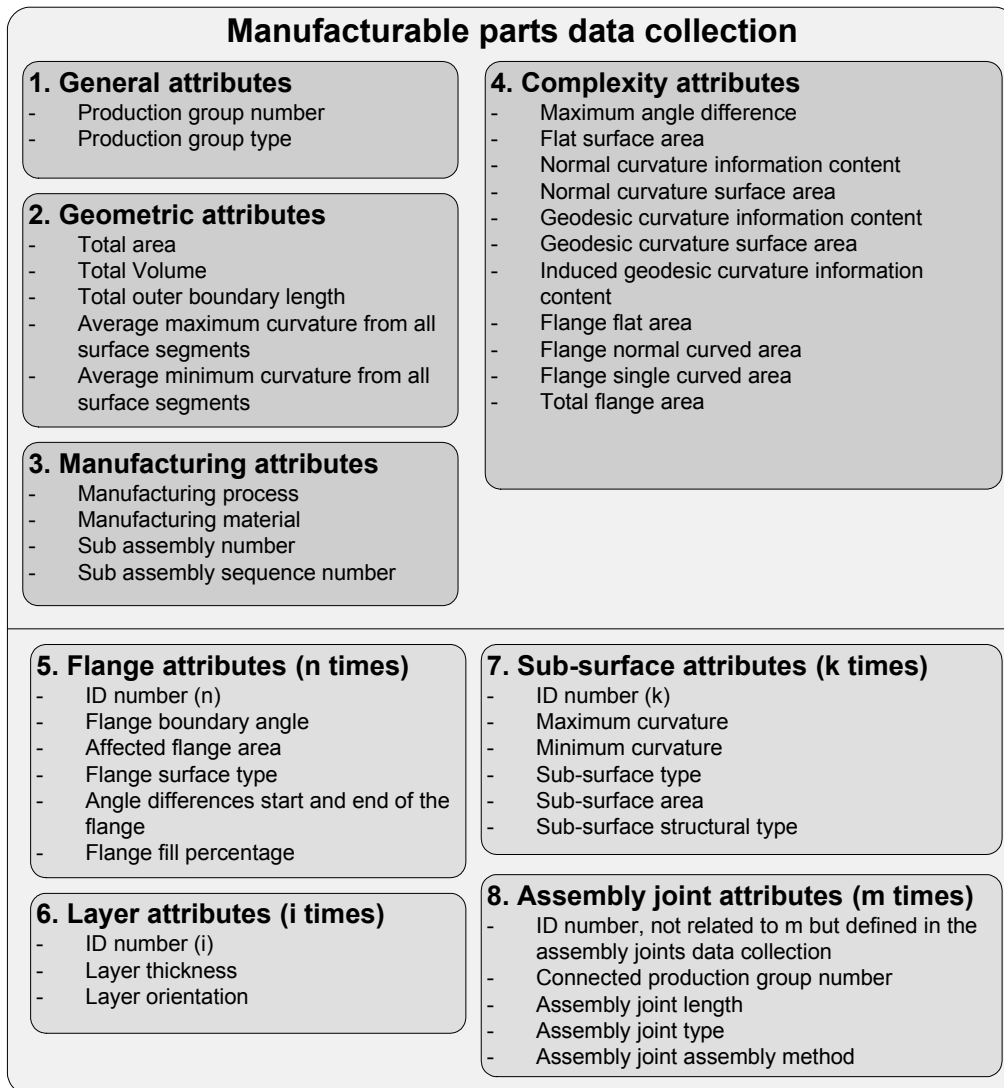 Manufacturable parts data collection
1. General attributes
- Production group number
- Production group type
2. Geometric attributes
- Total area
- Total Volume
- Total outer boundary length
- Average maximum curvature from all
surface segments
- Average minimum curvature from all
surface segments
3. Manufacturing attributes
- Manufacturing process
- Manufacturing material
- Sub assembly number
- Sub assembly sequence number
4. Complexity attributes
- Maximum angle difference
- Flat surface area
- Normal curvature information content
- Normal curvature surface area
- Geodesic curvature information content
- Geodesic curvature surface area
- Induced geodesic curvature information
content
- Flange flat area
- Flange normal curved area
- Flange single curved area
- Total flange area
5. Flange attributes (n times)
- ID number (n)
- Flange boundary angle
- Affected flange area
- Flange surface type
- Angle differences start and end of the
flange
- Flange fill percentage
6. Layer attributes (i times)
- ID number (i)
- Layer thickness
- Layer orientation
7. Sub-surface attributes (k times)
- ID number (k)
- Maximum curvature
- Minimum curvature
- Sub-surface type
- Sub-surface area
- Sub-surface structural type
8. Assembly joint attributes (m times)
- ID number, not related to m but defined in the
assembly joints data collection
- Connected production group number
- Assembly joint length
- Assembly joint type
- Assembly joint assembly method